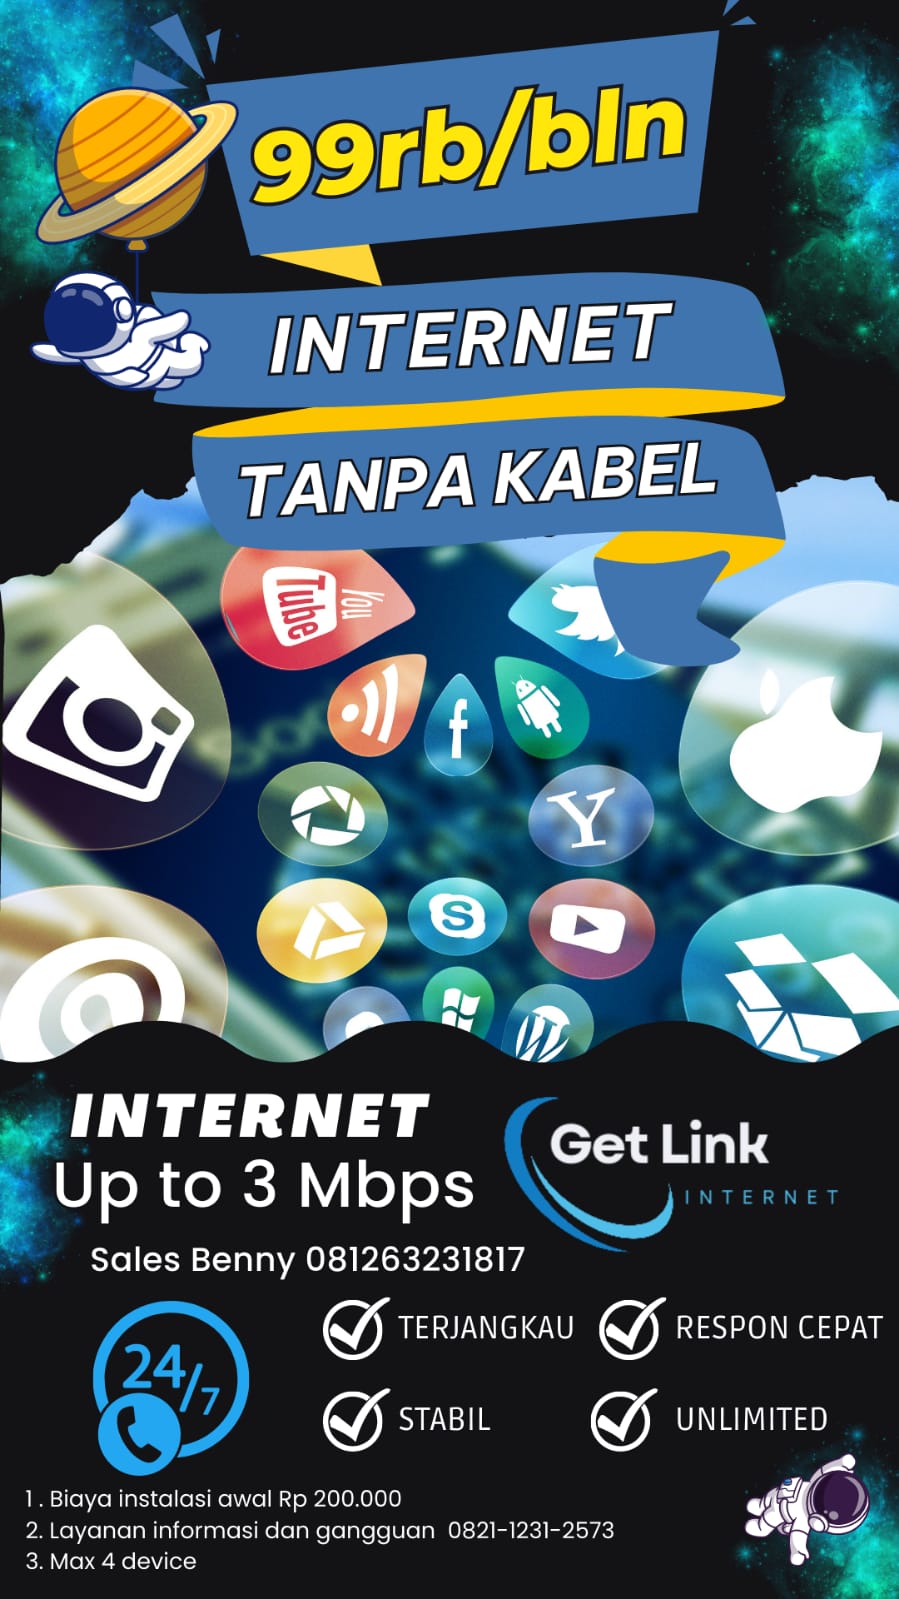 99rb/bln
INTERNET
TANPA KABEL
You
Tube
f
Y
S
W
INTERNET
Up to 3 Mbps
Get Link
INTERNET
Sales Benny 081263231817
24/7
TERJANGKAU
RESPON CEPAT
STABIL
UNLIMITED
1 . Biaya instalasi awal Rp 200.000
2. Layanan informasi dan gangguan 0821-1231-2573
3. Max 4 device